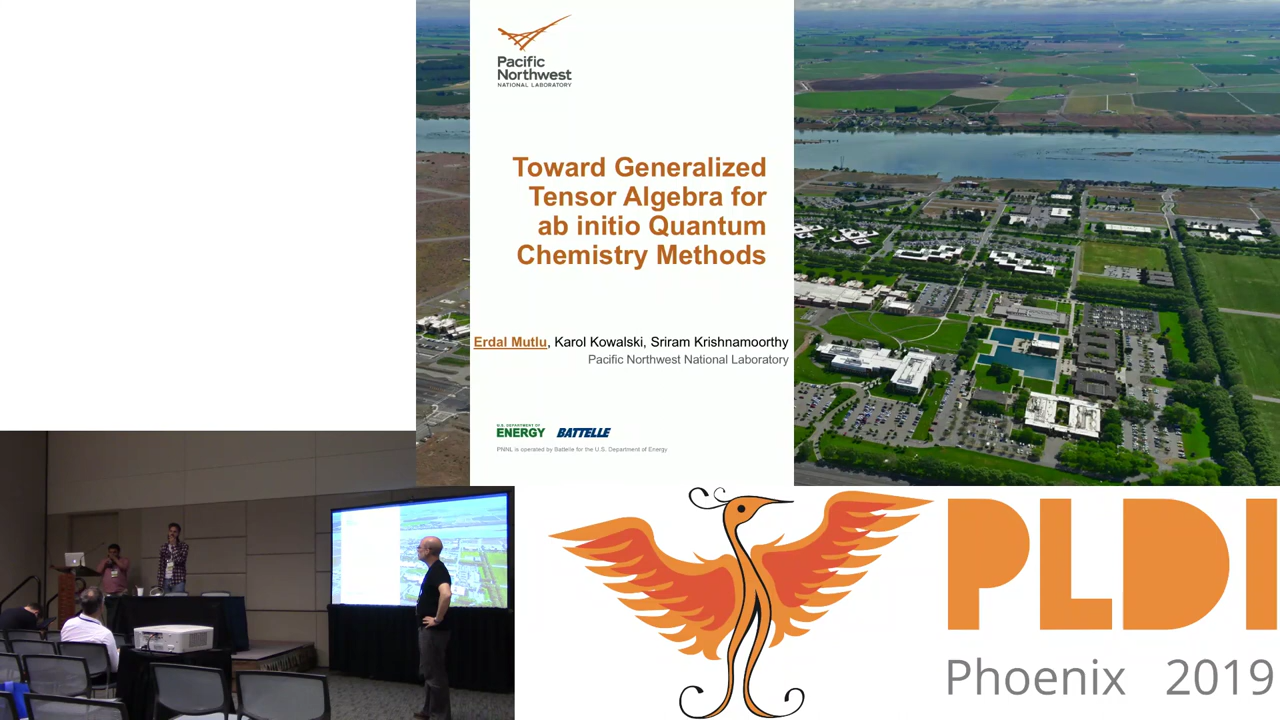 Pacific
Northwest
NATIONAL LABORATORY
Toward Generalized
Tensor Algebra for
ab initio Quantum
Chemistry Methods
Erdal Mutlu, Karol Kowalski, Sriram Krishnamoorthy
Pacific Northwest National Laboratory
U.S. DEPARTMENT OF
ENERGY BATTELLE
PNNL is operated by Battelle for the U.S. Department of Energy
PLDI
Phoenix 2019